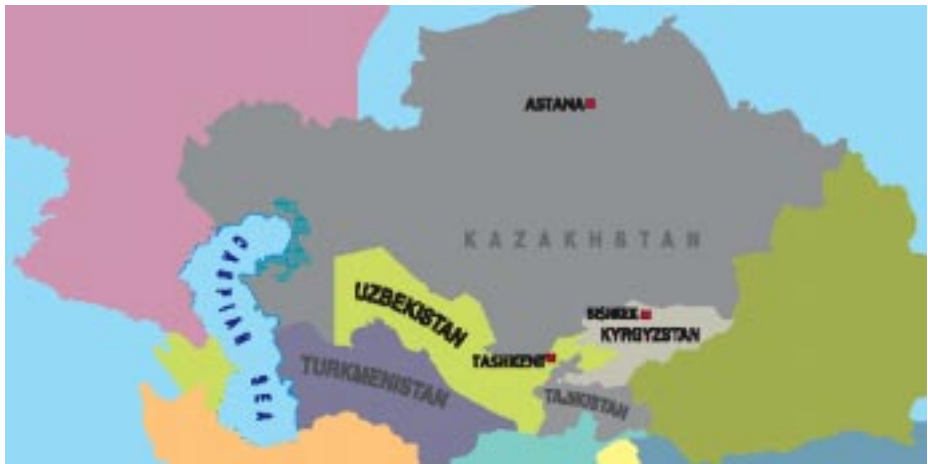 ASTANA
KAZAKHSTAN
CASPIAN SEA
UZBEKISTAN
BISHKEK
KYRGYZSTAN
TASHKENT
TURKMENISTAN
TAJIKISTAN